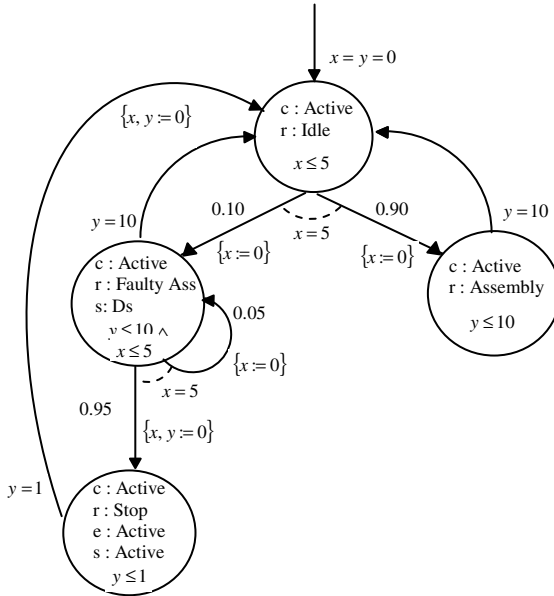 x = y = 0
{x, y := 0}
c : Active
r : Idle
x ≤ 5
0.10
0.90
x = 5
y = 10
{x := 0}
{x := 0}
y = 10
c : Active
r : Faulty Ass
s: Ds
y ≤ 10 ^
x ≤ 5
c : Active
r : Assembly
y ≤ 10
0.05
{x := 0}
x = 5
0.95
{x, y := 0}
y = 1
c : Active
r : Stop
e : Active
s : Active
y ≤ 1